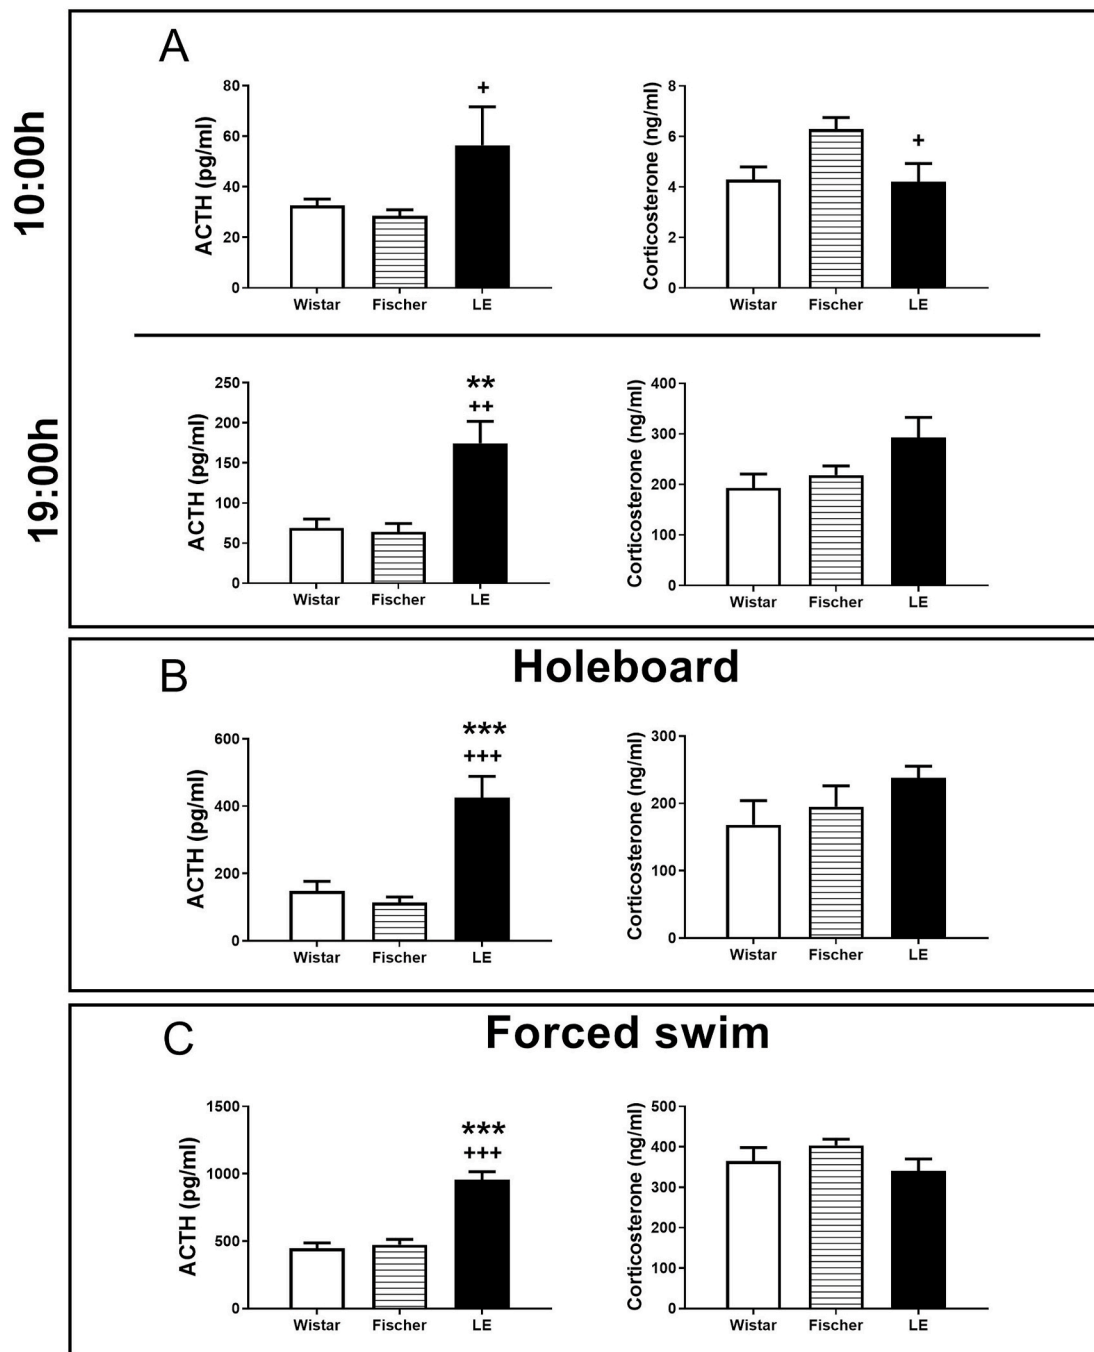 A
10:00h
ACTH (pg/ml)
80
60
40
20
0
+
Wistar Fischer LE
Corticosterone (ng/ml)
8
6
4
2
0
+
Wistar Fischer LE
19:00h
ACTH (pg/ml)
250
200
150
100
50
0
**
++
Wistar Fischer LE
Corticosterone (ng/ml)
400
300
200
100
0
Wistar Fischer LE
B
Holeboard
ACTH (pg/ml)
600
400
200
0
***
+++
Wistar Fischer LE
Corticosterone (ng/ml)
300
200
100
0
Wistar Fischer LE
C
Forced swim
ACTH (pg/ml)
1500
1000
500
0
***
+++
Wistar Fischer LE
Corticosterone (ng/ml)
500
400
300
200
100
0
Wistar Fischer LE